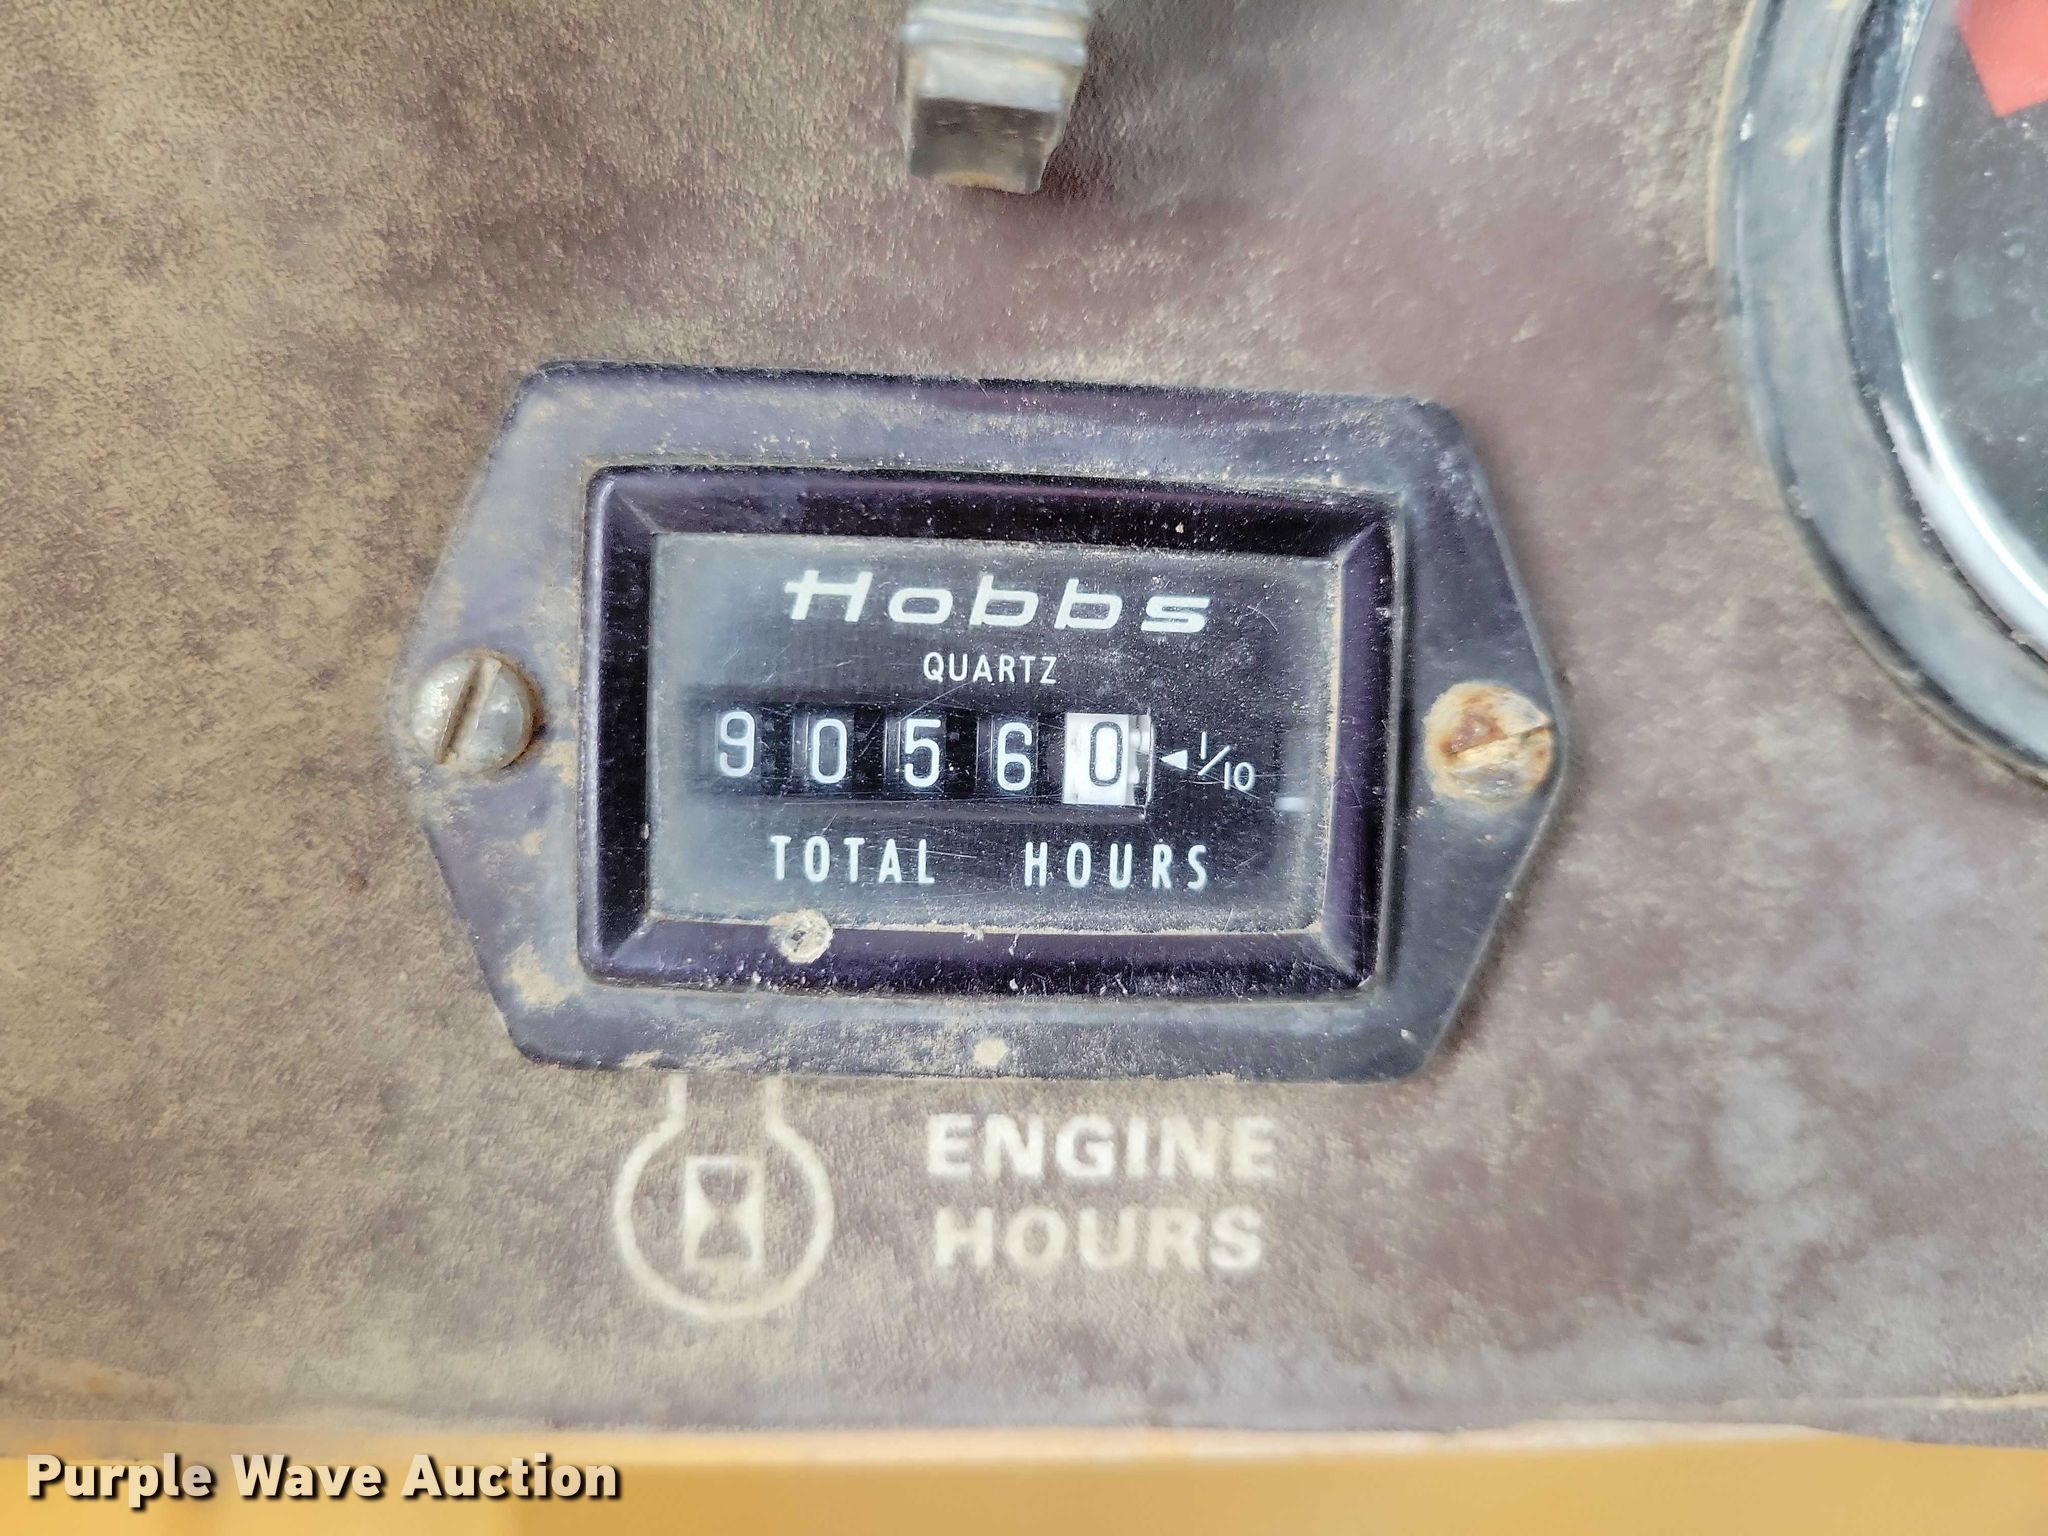 Hobbs
QUARTZ
90560 ◄1/10
TOTAL HOURS
ENGINE
HOURS
Purple Wave Auction